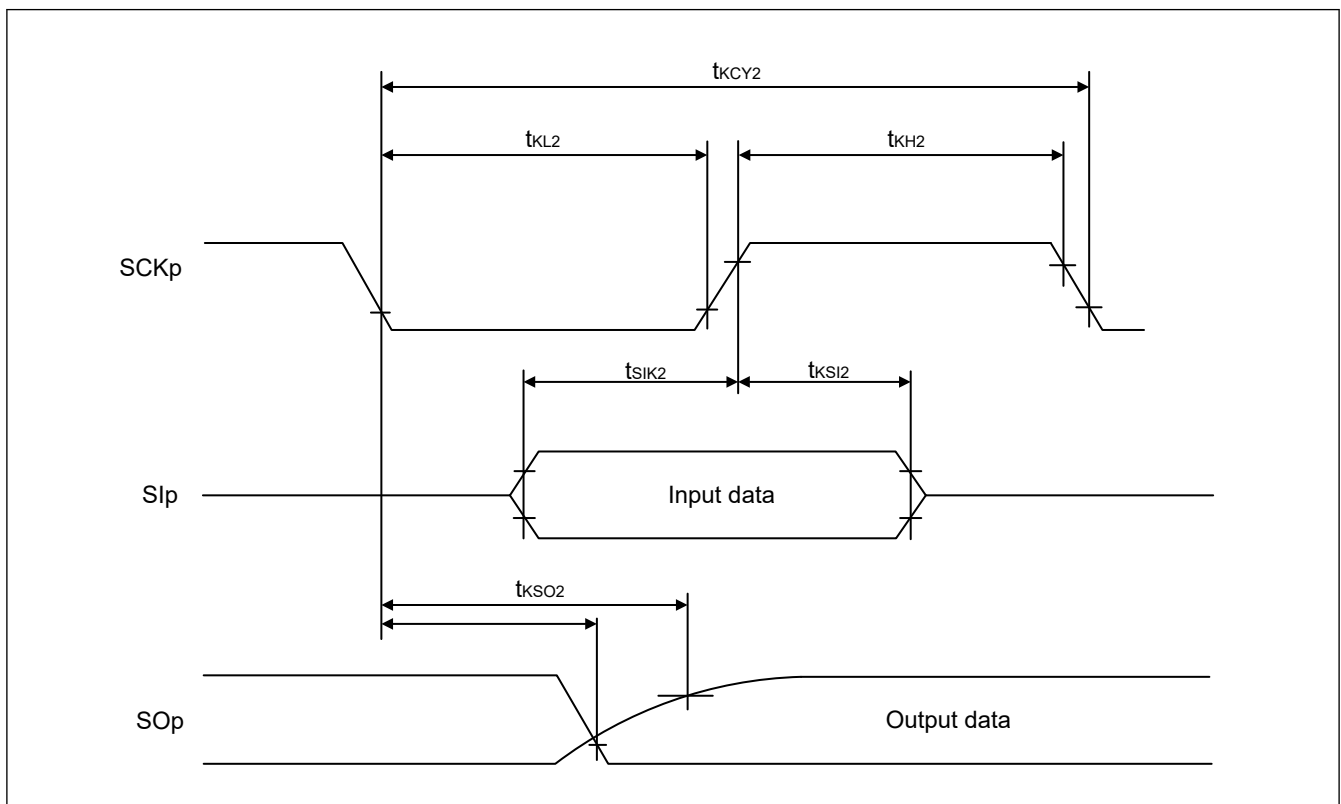 tKCY2
tKL2
tKH2
SCKp
tSIK2
tKSI2
SIp
Input data
tKSO2
SOp
Output data